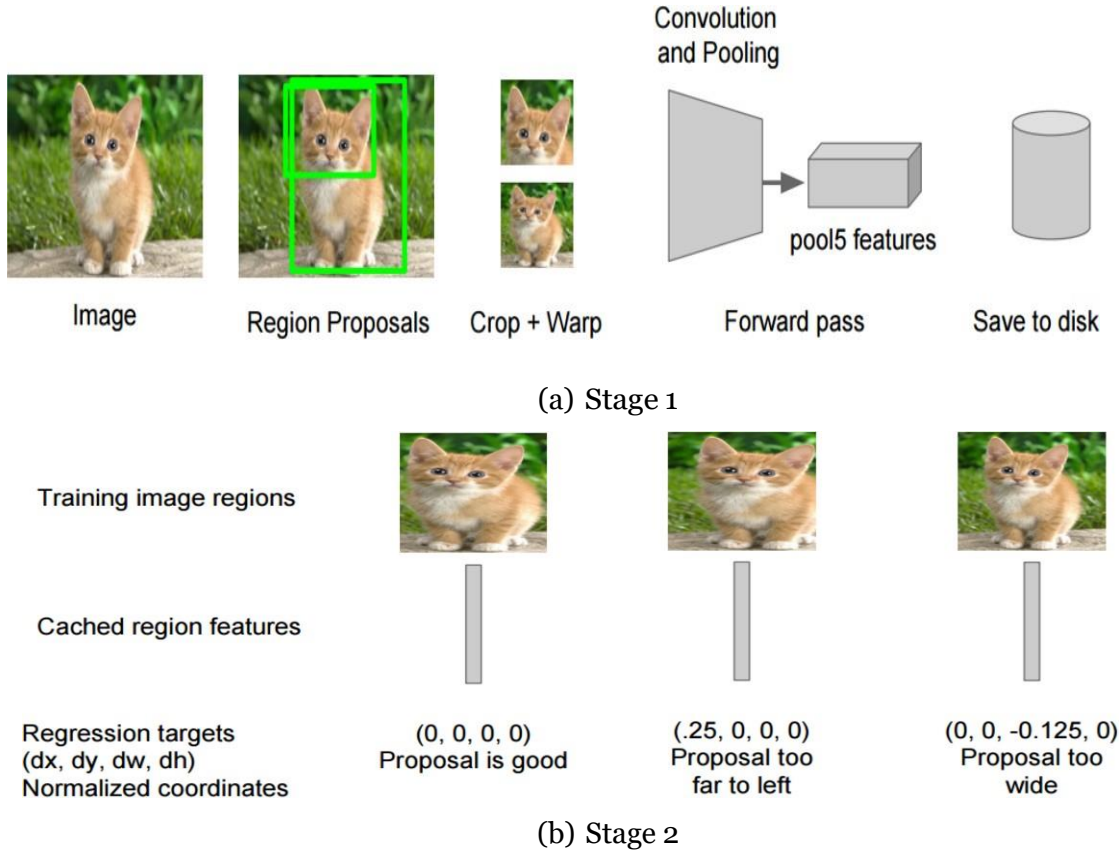 Convolution
and Pooling
pool5 features
Image
Region Proposals
Crop + Warp
Forward pass
Save to disk
(a) Stage 1
Training image regions
Cached region features
Regression targets
(dx, dy, dw, dh)
Normalized coordinates
(0, 0, 0, 0)
Proposal is good
(.25, 0, 0, 0)
Proposal too
far to left
(0, 0, -0.125, 0)
Proposal too
wide
(b) Stage 2